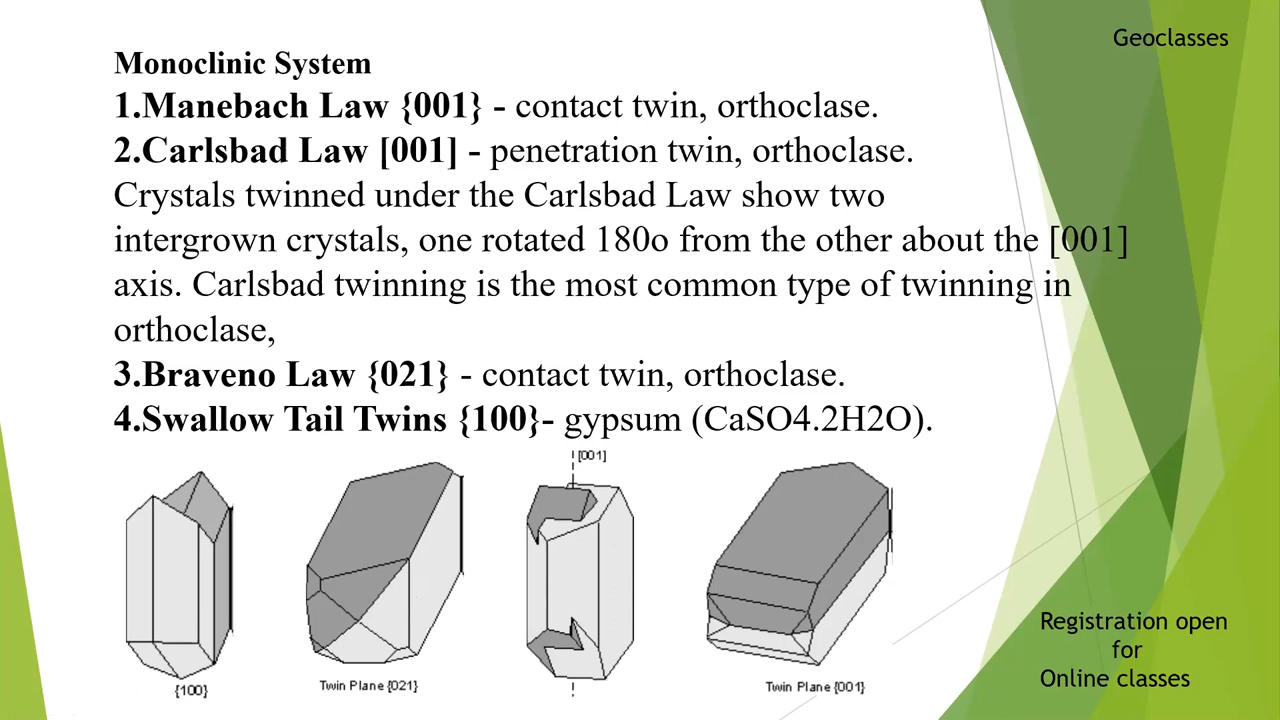 Geoclasses
Monoclinic System
1.Manebach Law {001} - contact twin, orthoclase.
2.Carlsbad Law [001] - penetration twin, orthoclase.
Crystals twinned under the Carlsbad Law show two
intergrown crystals, one rotated 180o from the other about the [001]
axis. Carlsbad twinning is the most common type of twinning in
orthoclase,
3.Braveno Law {021} - contact twin, orthoclase.
4.Swallow Tail Twins {100}- gypsum (CaSO4.2H2O).
[001]
{100}
Twin Plane {021}
Twin Plane {001}
Registration open
for
Online classes